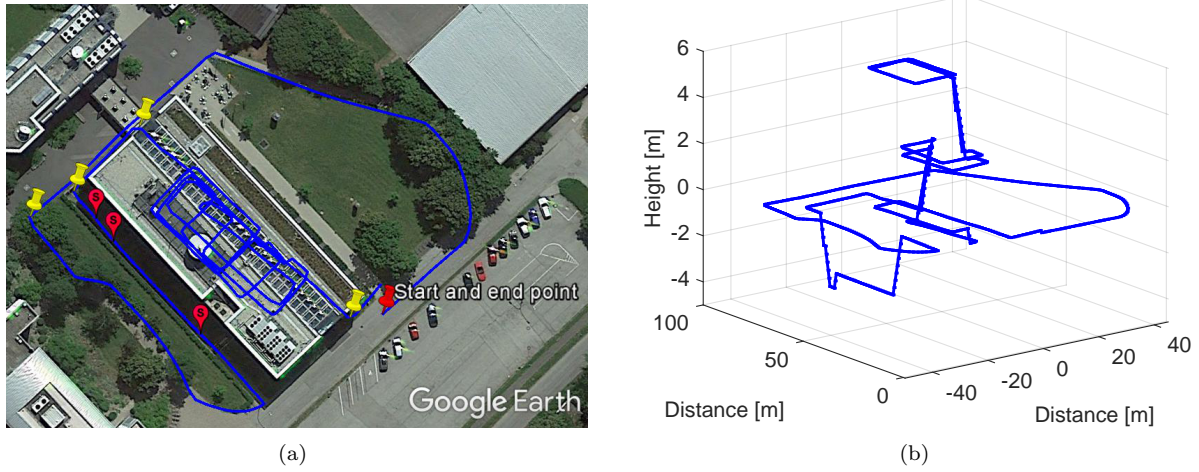 S
S
S
Start and end point
Google Earth
(a)
6
4
2
0
-2
-4
Height [m]
100
50
0
Distance [m]
-40
-20
0
20
40
Distance [m]
(b)